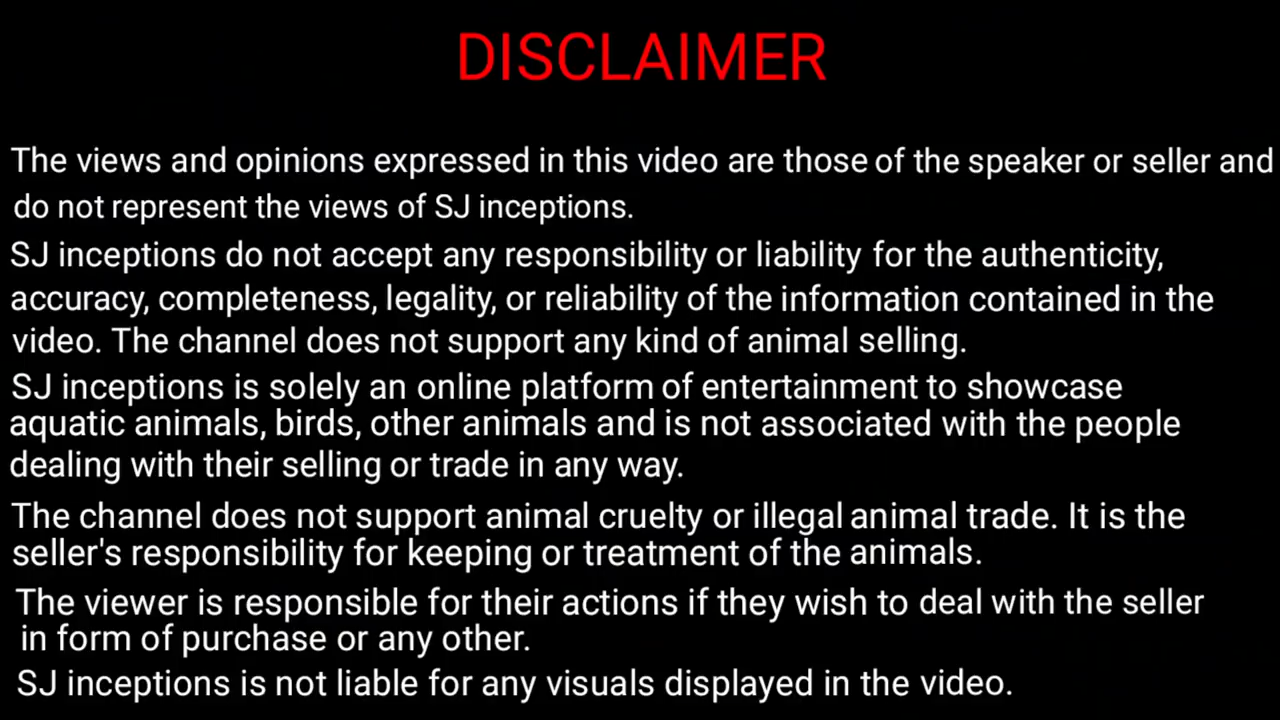 DISCLAIMER
The views and opinions expressed in this video are those of the speaker or seller and
do not represent the views of SJ inceptions.
SJ inceptions do not accept any responsibility or liability for the authenticity,
accuracy, completeness, legality, or reliability of the information contained in the
video. The channel does not support any kind of animal selling.
SJ inceptions is solely an online platform of entertainment to showcase
aquatic animals, birds, other animals and is not associated with the people
dealing with their selling or trade in any way.
The channel does not support animal cruelty or illegal animal trade. It is the
seller's responsibility for keeping or treatment of the animals.
The viewer is responsible for their actions if they wish to deal with the seller
in form of purchase or any other.
SJ inceptions is not liable for any visuals displayed in the video.